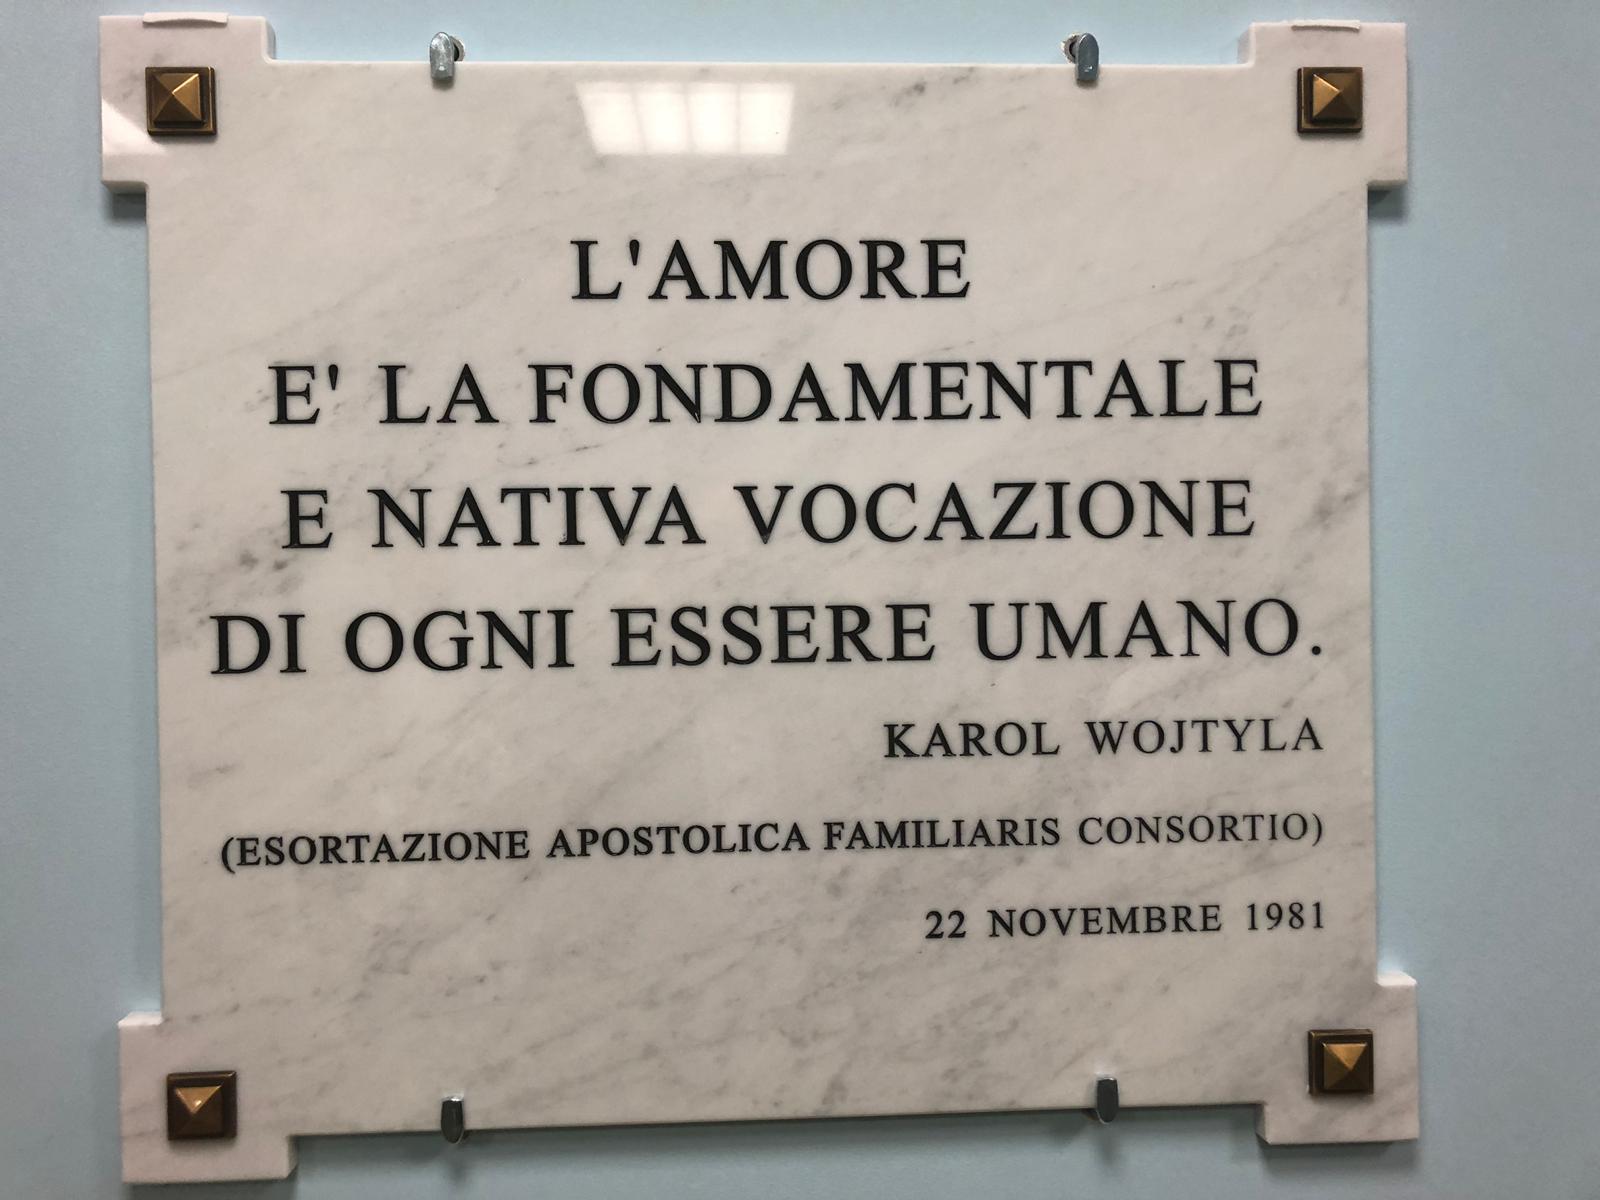 L'AMORE
E' LA FONDAMENTALE
E NATIVA VOCAZIONE
DI OGNI ESSERE UMANO.
KAROL WOJTYLA
(ESORTAZIONE APOSTOLICA FAMILIARIS CONSORTIO)
22 NOVEMBRE 1981